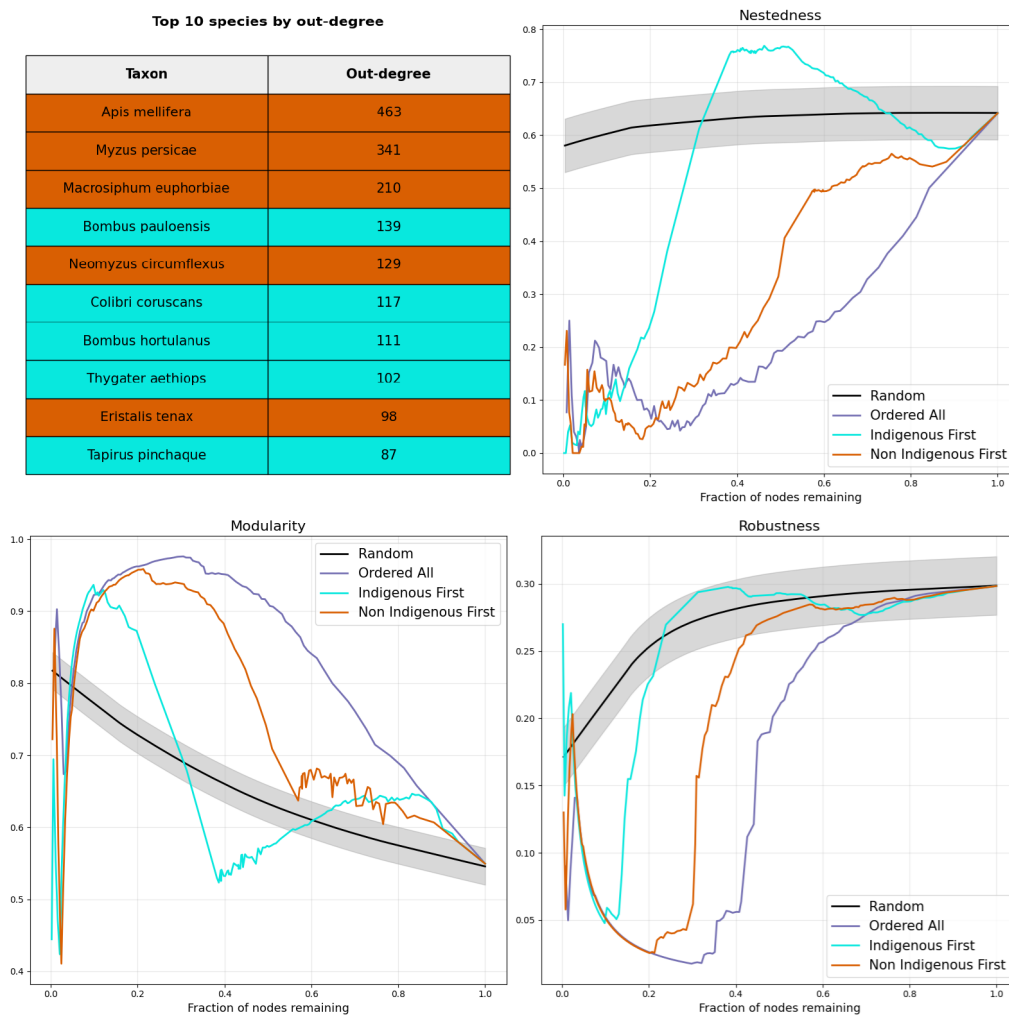 Top 10 species by out-degree
Taxon Out-degree
Apis mellifera 463
Myzus persicae 341
Macrosiphum euphorbiae 210
Bombus pauloensis 139
Neomyzus circumflexus 129
Colibri coruscans 117
Bombus hortulanus 111
Thygater aethiops 102
Eristalis tenax 98
Tapirus pinchaque 87
Nestedness
0.8
0.7
0.6
0.5
0.4
0.3
0.2
0.1
0.0
0.0 0.2 0.4 0.6 0.8 1.0
Fraction of nodes remaining
Random
Ordered All
Indigenous First
Non Indigenous First
Modularity
1.0
0.9
0.8
0.7
0.6
0.5
0.4
0.0 0.2 0.4 0.6 0.8 1.0
Fraction of nodes remaining
Random
Ordered All
Indigenous First
Non Indigenous First
Robustness
0.30
0.25
0.20
0.15
0.10
0.05
0.0 0.2 0.4 0.6 0.8 1.0
Fraction of nodes remaining
Random
Ordered All
Indigenous First
Non Indigenous First